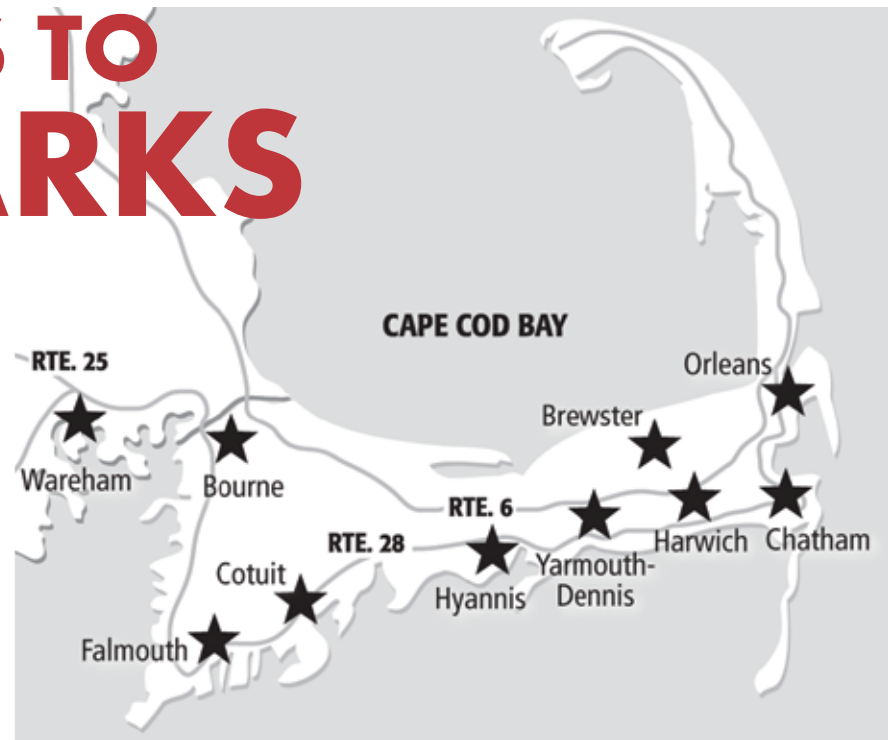 S TO
ARKS
CAPE COD BAY
RTE. 25
Orleans
Brewster
Wareham
Bourne
RTE. 6
RTE. 28
Harwich
Chatham
Yarmouth-
Dennis
Cotuit
Hyannis
Falmouth